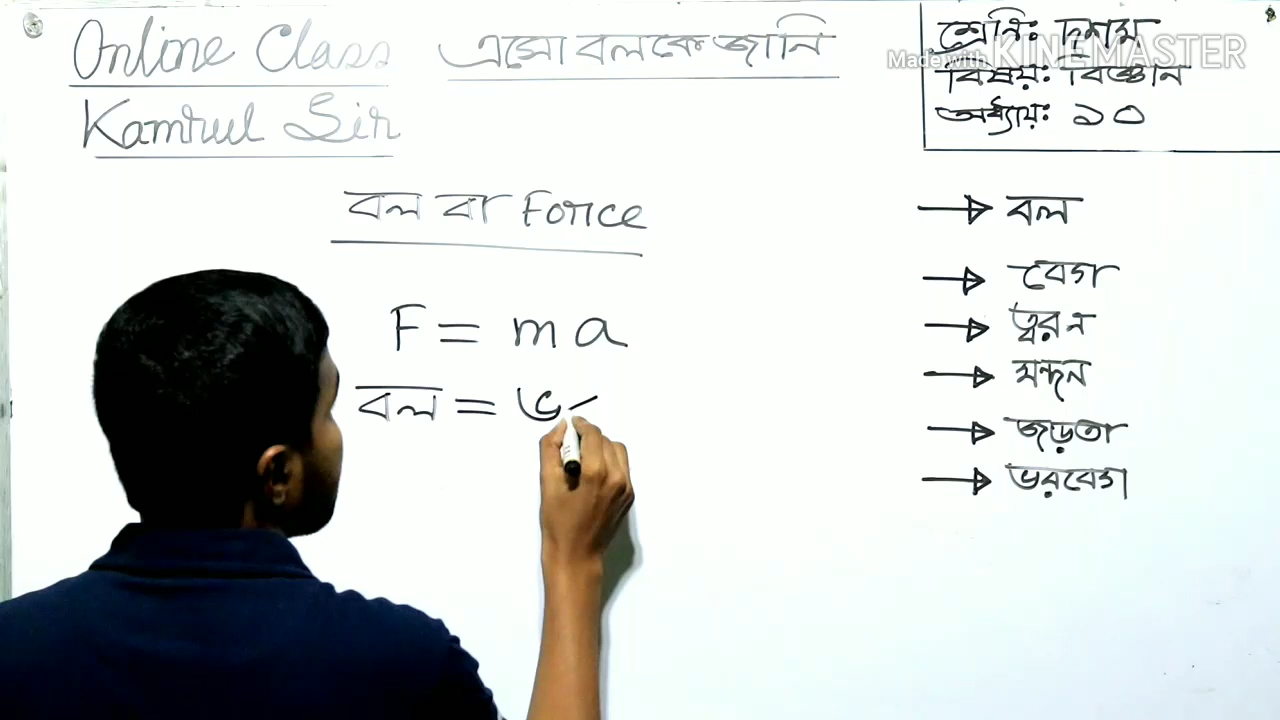 Online Class এসো বলকে জানি
Kamrul Sir
শ্রেনি: দশম
বিষয়: বিজ্ঞান
অধ্যায়: ১০
Made with KINEMASTER
বল বা Force
F = ma
বল = ভ
→ বল
→ বেগ
→ ত্বরন
→ মন্দন
→ জড়তা
→ ভরবেগ